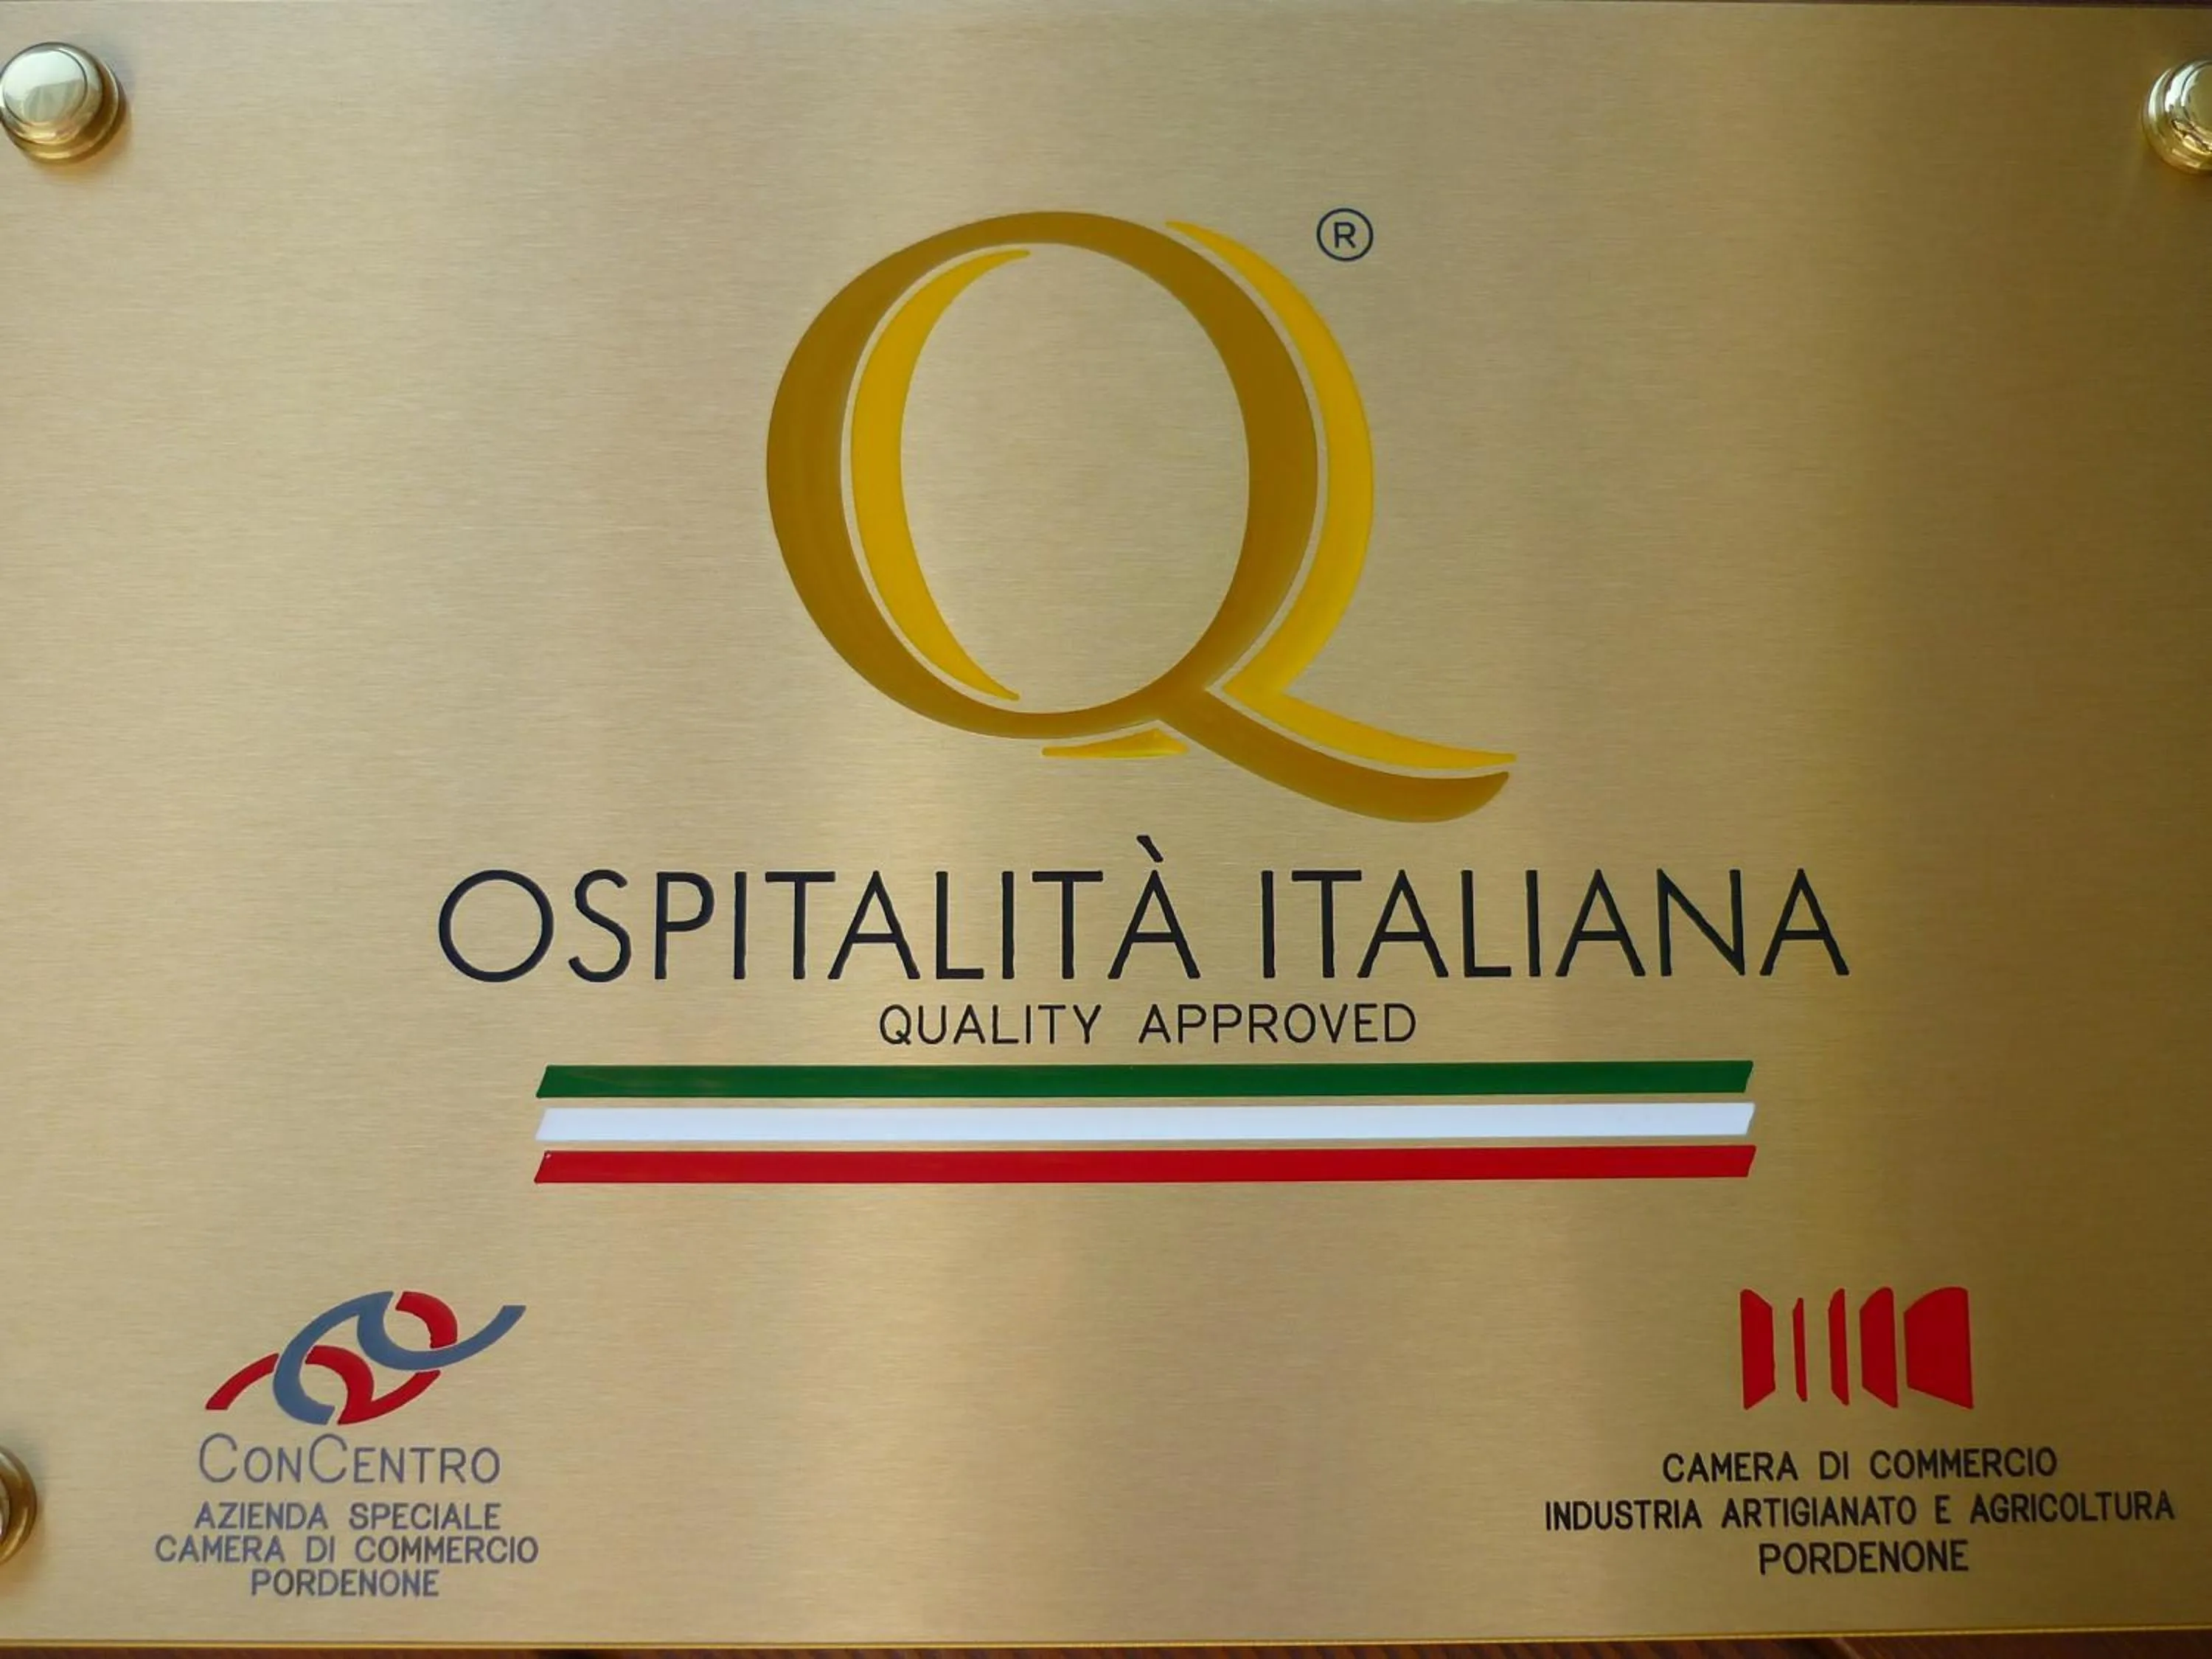 Q ®
OSPITALITÀ ITALIANA
QUALITY APPROVED
CONCENTRO
AZIENDA SPECIALE
CAMERA DI COMMERCIO
PORDENONE
CAMERA DI COMMERCIO
INDUSTRIA ARTIGIANATO E AGRICOLTURA
PORDENONE